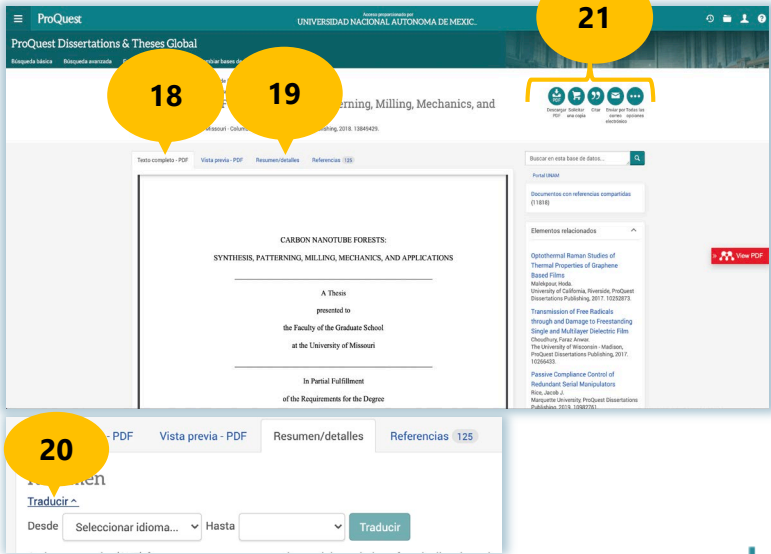 ProQuest
Acceso proporcionado por
UNIVERSIDAD NACIONAL AUTONOMA DE MEXIC...
21
ProQuest Dissertations & Theses Global
Búsqueda básica Búsqueda avanzada
18
19
erning, Milling, Mechanics, and
Missouri - Colum
shing, 2018. 13849429.
Descargar PDF
Solicitar una copia
Citar
Enviar por correo electrónico
Todas las opciones
Texto completo - PDF Vista previa - PDF Resumen/detalles Referencias 125
Buscar en esta base de datos...
Portal UNAM
Documentos con referencias compartidas
(11818)
Elementos relacionados
CARBON NANOTUBE FORESTS:
SYNTHESIS, PATTERNING, MILLING, MECHANICS, AND APPLICATIONS
A Thesis
presented to
the Faculty of the Graduate School
at the University of Missouri
In Partial Fulfillment
of the Requirements for the Degree
Optothermal Raman Studies of
Thermal Properties of Graphene
Based Films
Malekpour, Hoda.
University of California, Riverside, ProQuest
Dissertations Publishing, 2017. 10252873.
Transmission of Free Radicals
through and Damage to Freestanding
Single and Multilayer Dielectric Film
Choudhury, Faraz Anwar.
The University of Wisconsin - Madison,
ProQuest Dissertations Publishing, 2017.
10266433.
Passive Compliance Control of
Redundant Serial Manipulators
Rice, Jacob J.
Marquette University, ProQuest Dissertations
Publishing, 2019. 10982761.
» View PDF
20
- PDF Vista previa - PDF Resumen/detalles Referencias 125
Traducir
Desde Seleccionar idioma... Hasta Traducir